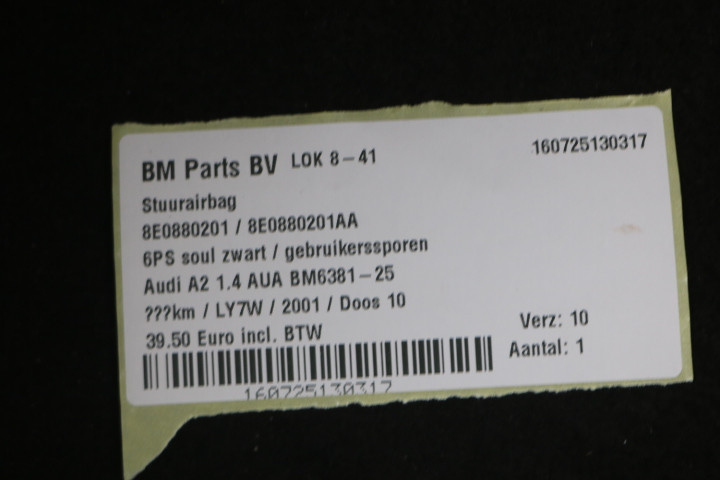 BM Parts BV LOK 8-41 160725130317
Stuurairbag
8E0880201 / 8E0880201AA
6PS soul zwart / gebruikerssporen
Audi A2 1.4 AUA BM6381-25
???km / LY7W / 2001 / Doos 10
39.50 Euro incl. BTW
Verz: 10
Aantal: 1
160725130317